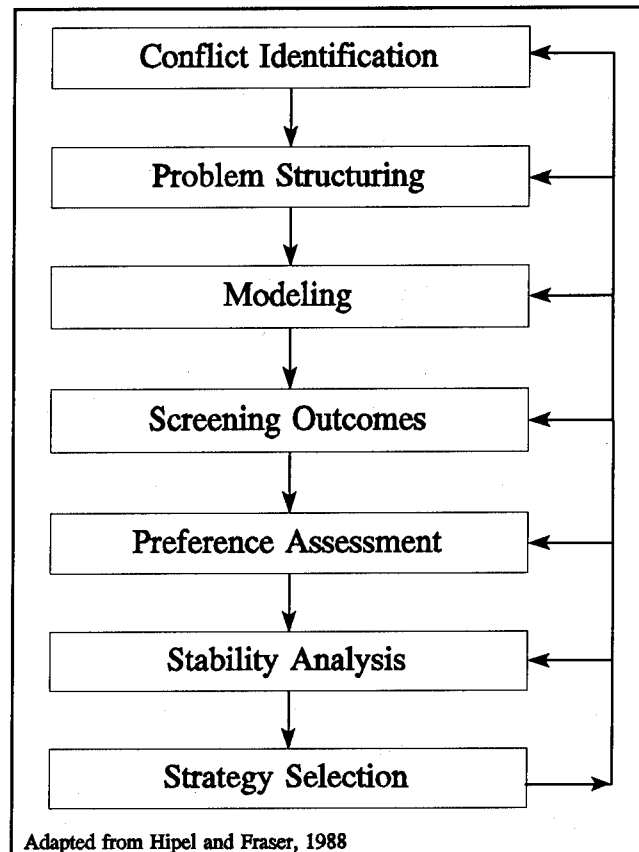 Conflict Identification
Problem Structuring
Modeling
Screening Outcomes
Preference Assessment
Stability Analysis
Strategy Selection
Adapted from Hipel and Fraser, 1988